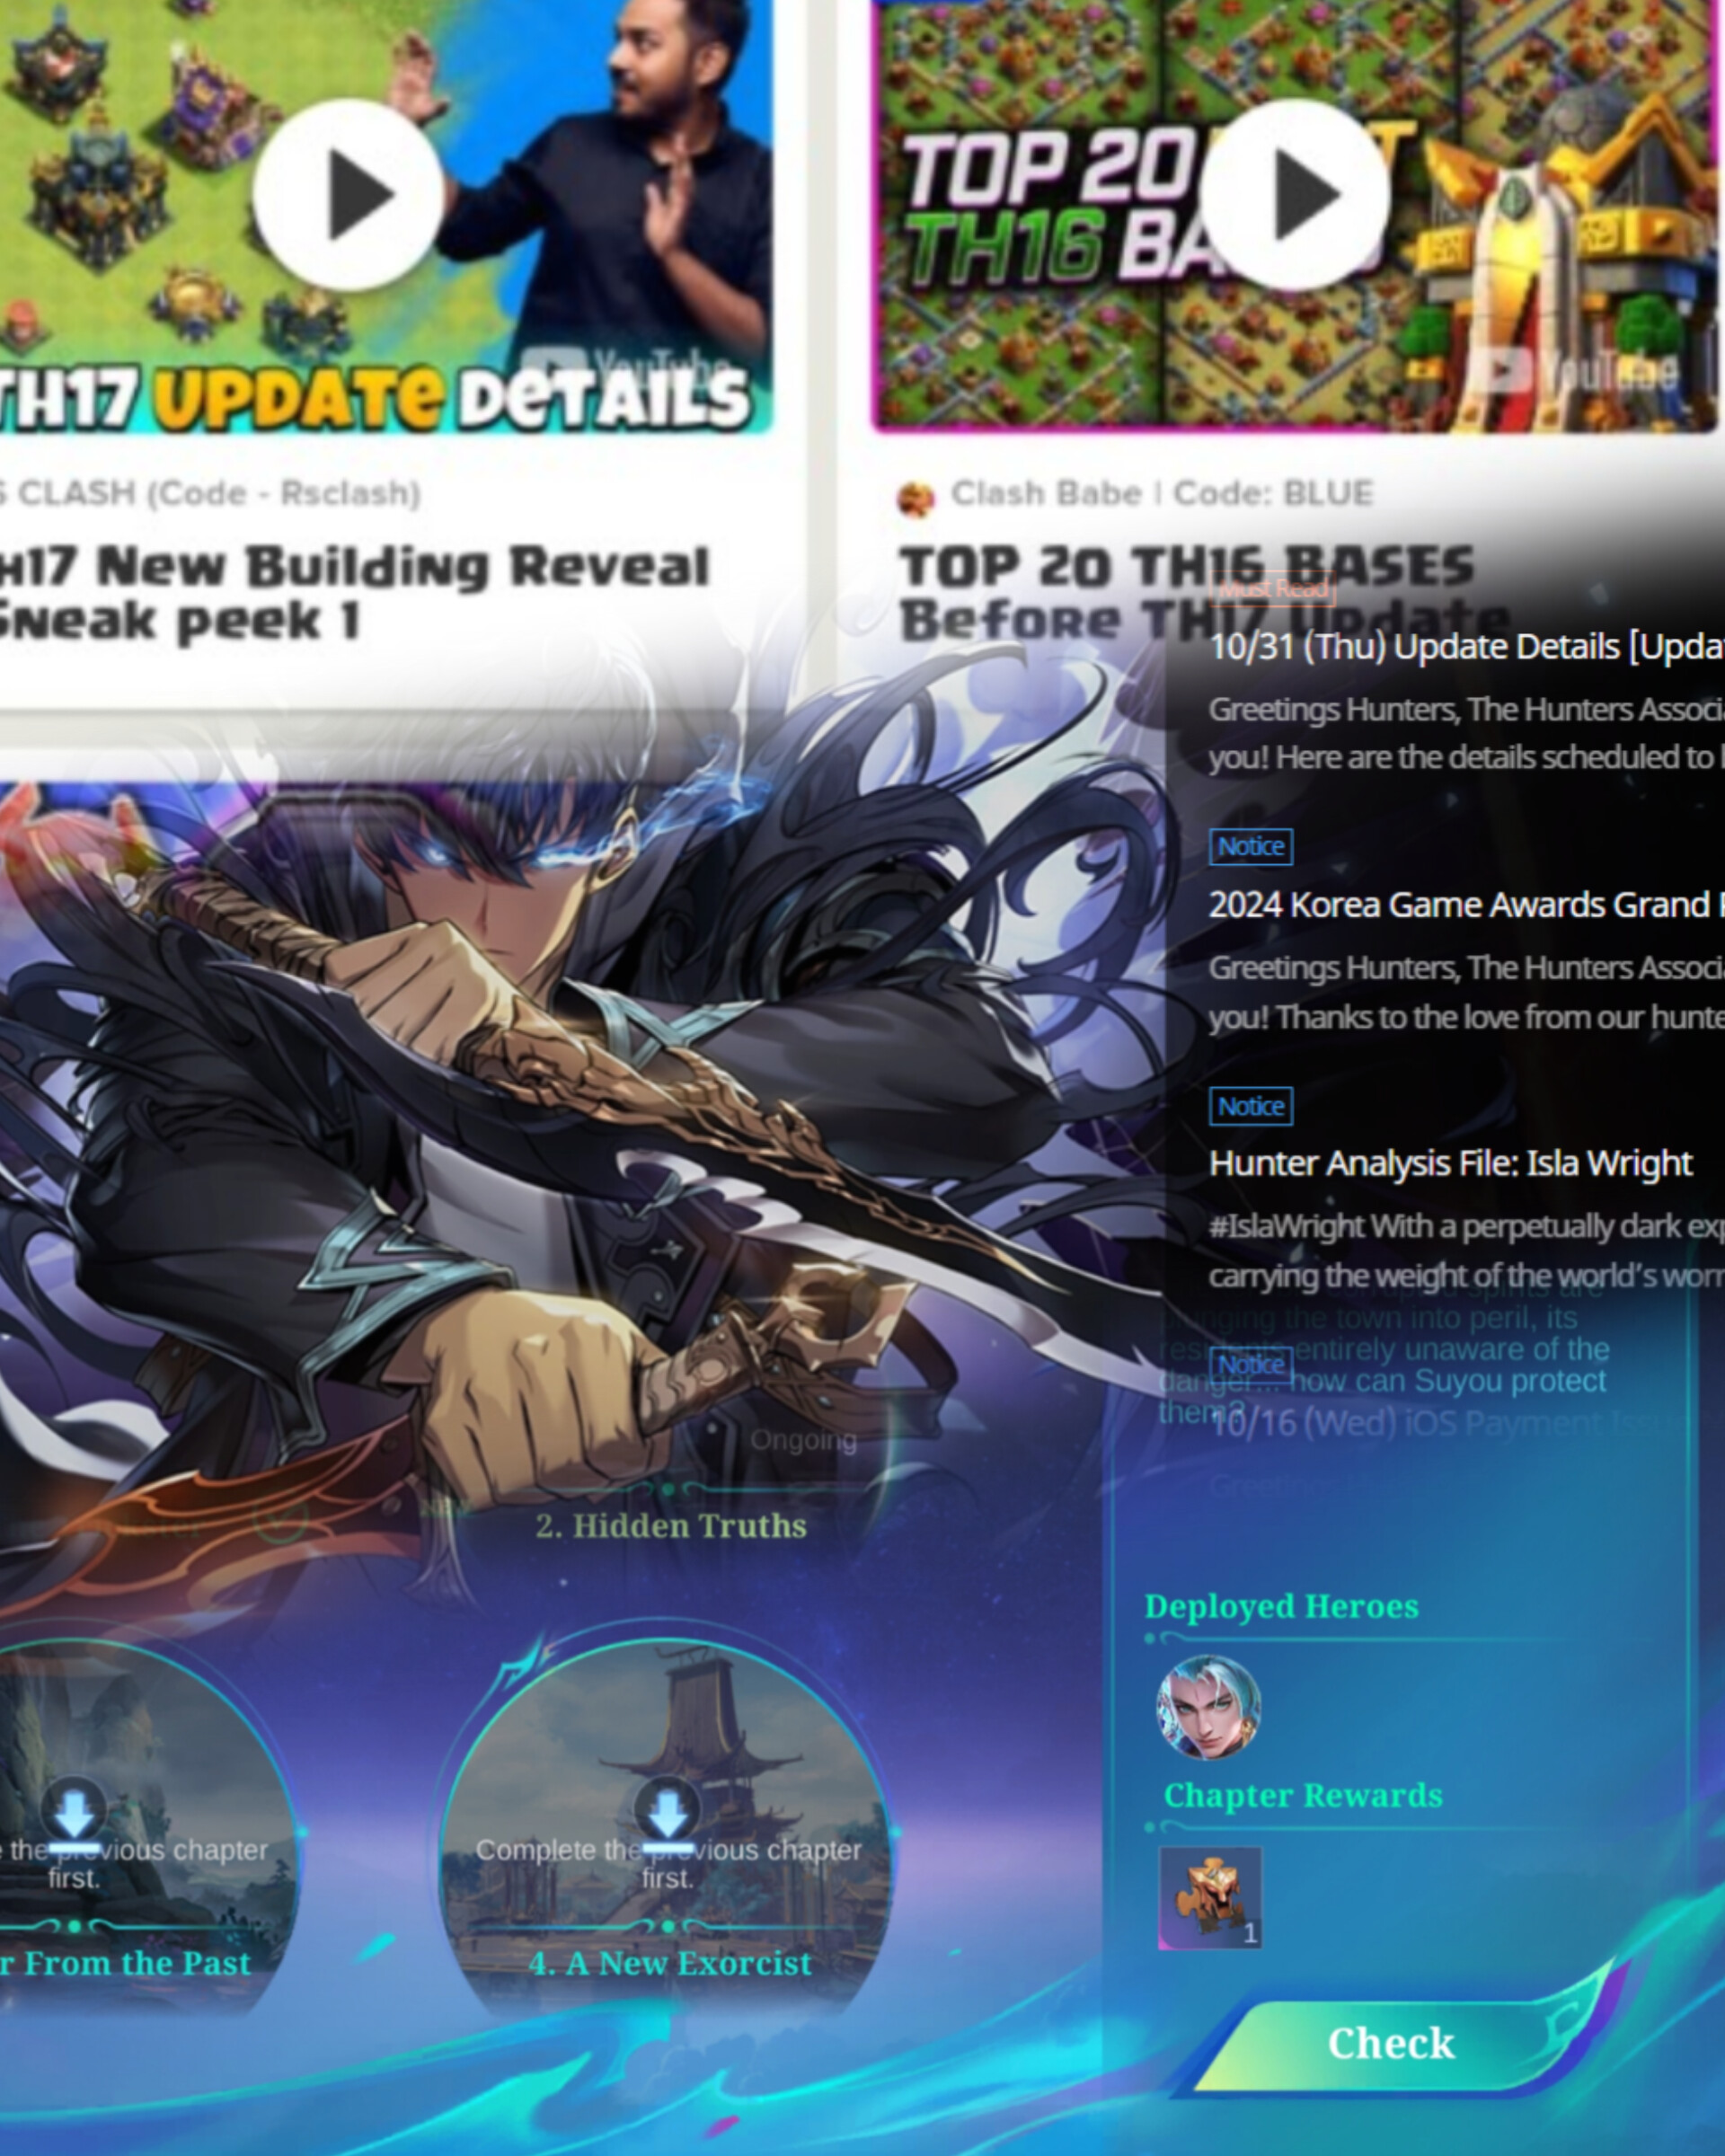 TOP 20
TH16 BA
YouTube
YouTube
TH17 UPDATE DETAILS
S CLASH (Code - Rsclash)
TH17 New Building Reveal
Sneak peek 1
Clash Babe | Code: BLUE
TOP 20 TH16 BASES
Before TH17 Update
Must Read
10/31 (Thu) Update Details [Upda
Greetings Hunters, The Hunters Associ
you! Here are the details scheduled to
Notice
2024 Korea Game Awards Grand
Greetings Hunters, The Hunters Associ
you! Thanks to the love from our hunte
Notice
Hunter Analysis File: Isla Wright
#IslaWright With a perpetually dark exp
carrying the weight of the world's worr
corrupted spirits are
plunging the town into peril, its
residents entirely unaware of the
danger... how can Suyou protect
them?
Notice
10/16 (Wed) iOS Payment Issu
Greetings
Ongoing
2. Hidden Truths
Deployed Heroes
Chapter Rewards
1
the previous chapter
first.
r From the Past
Complete the previous chapter
first.
4. A New Exorcist
Check